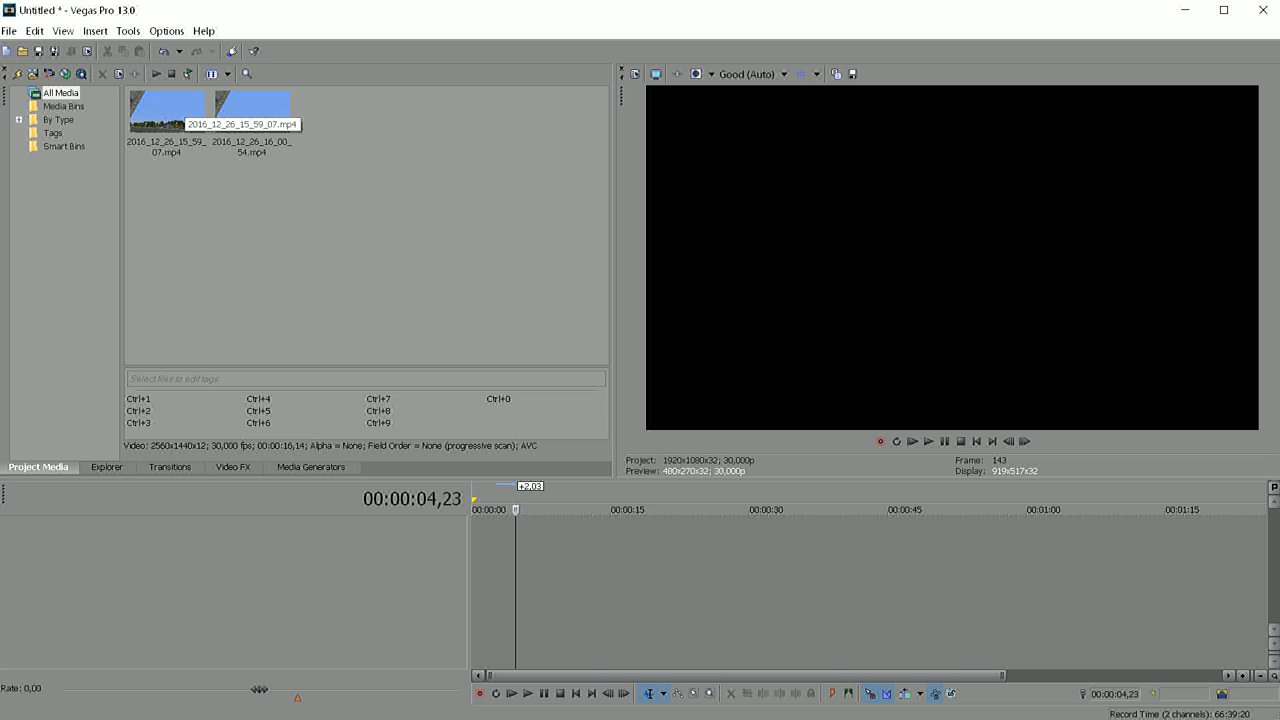 Untitled * - Vegas Pro 13.0
File Edit View Insert Tools Options Help
Good (Auto)
All Media
Media Bins
By Type
Tags
Smart Bins
2016_12_26_15_59_07.mp4
2016_12_26_15_59_
07.mp4
2016_12_26_16_00_
54.mp4
Select files to edit tags
Ctrl+1 Ctrl+4 Ctrl+7 Ctrl+0
Ctrl+2 Ctrl+5 Ctrl+8
Ctrl+3 Ctrl+6 Ctrl+9
Video: 2560x1440x12; 30,000 fps; 00:00:16,14; Alpha = None; Field Order = None (progressive scan); AVC
Project Media Explorer Transitions Video FX Media Generators
Project: 1920x1080x32; 30,000p Frame: 143
Preview: 480x270x32; 30,000p Display: 919x517x32
00:00:04,23
+2,03
00:00:00 00:00:15 00:00:30 00:00:45 00:01:00 00:01:15
Rate: 0,00
00:00:04,23
Record Time (2 channels): 66:39:20